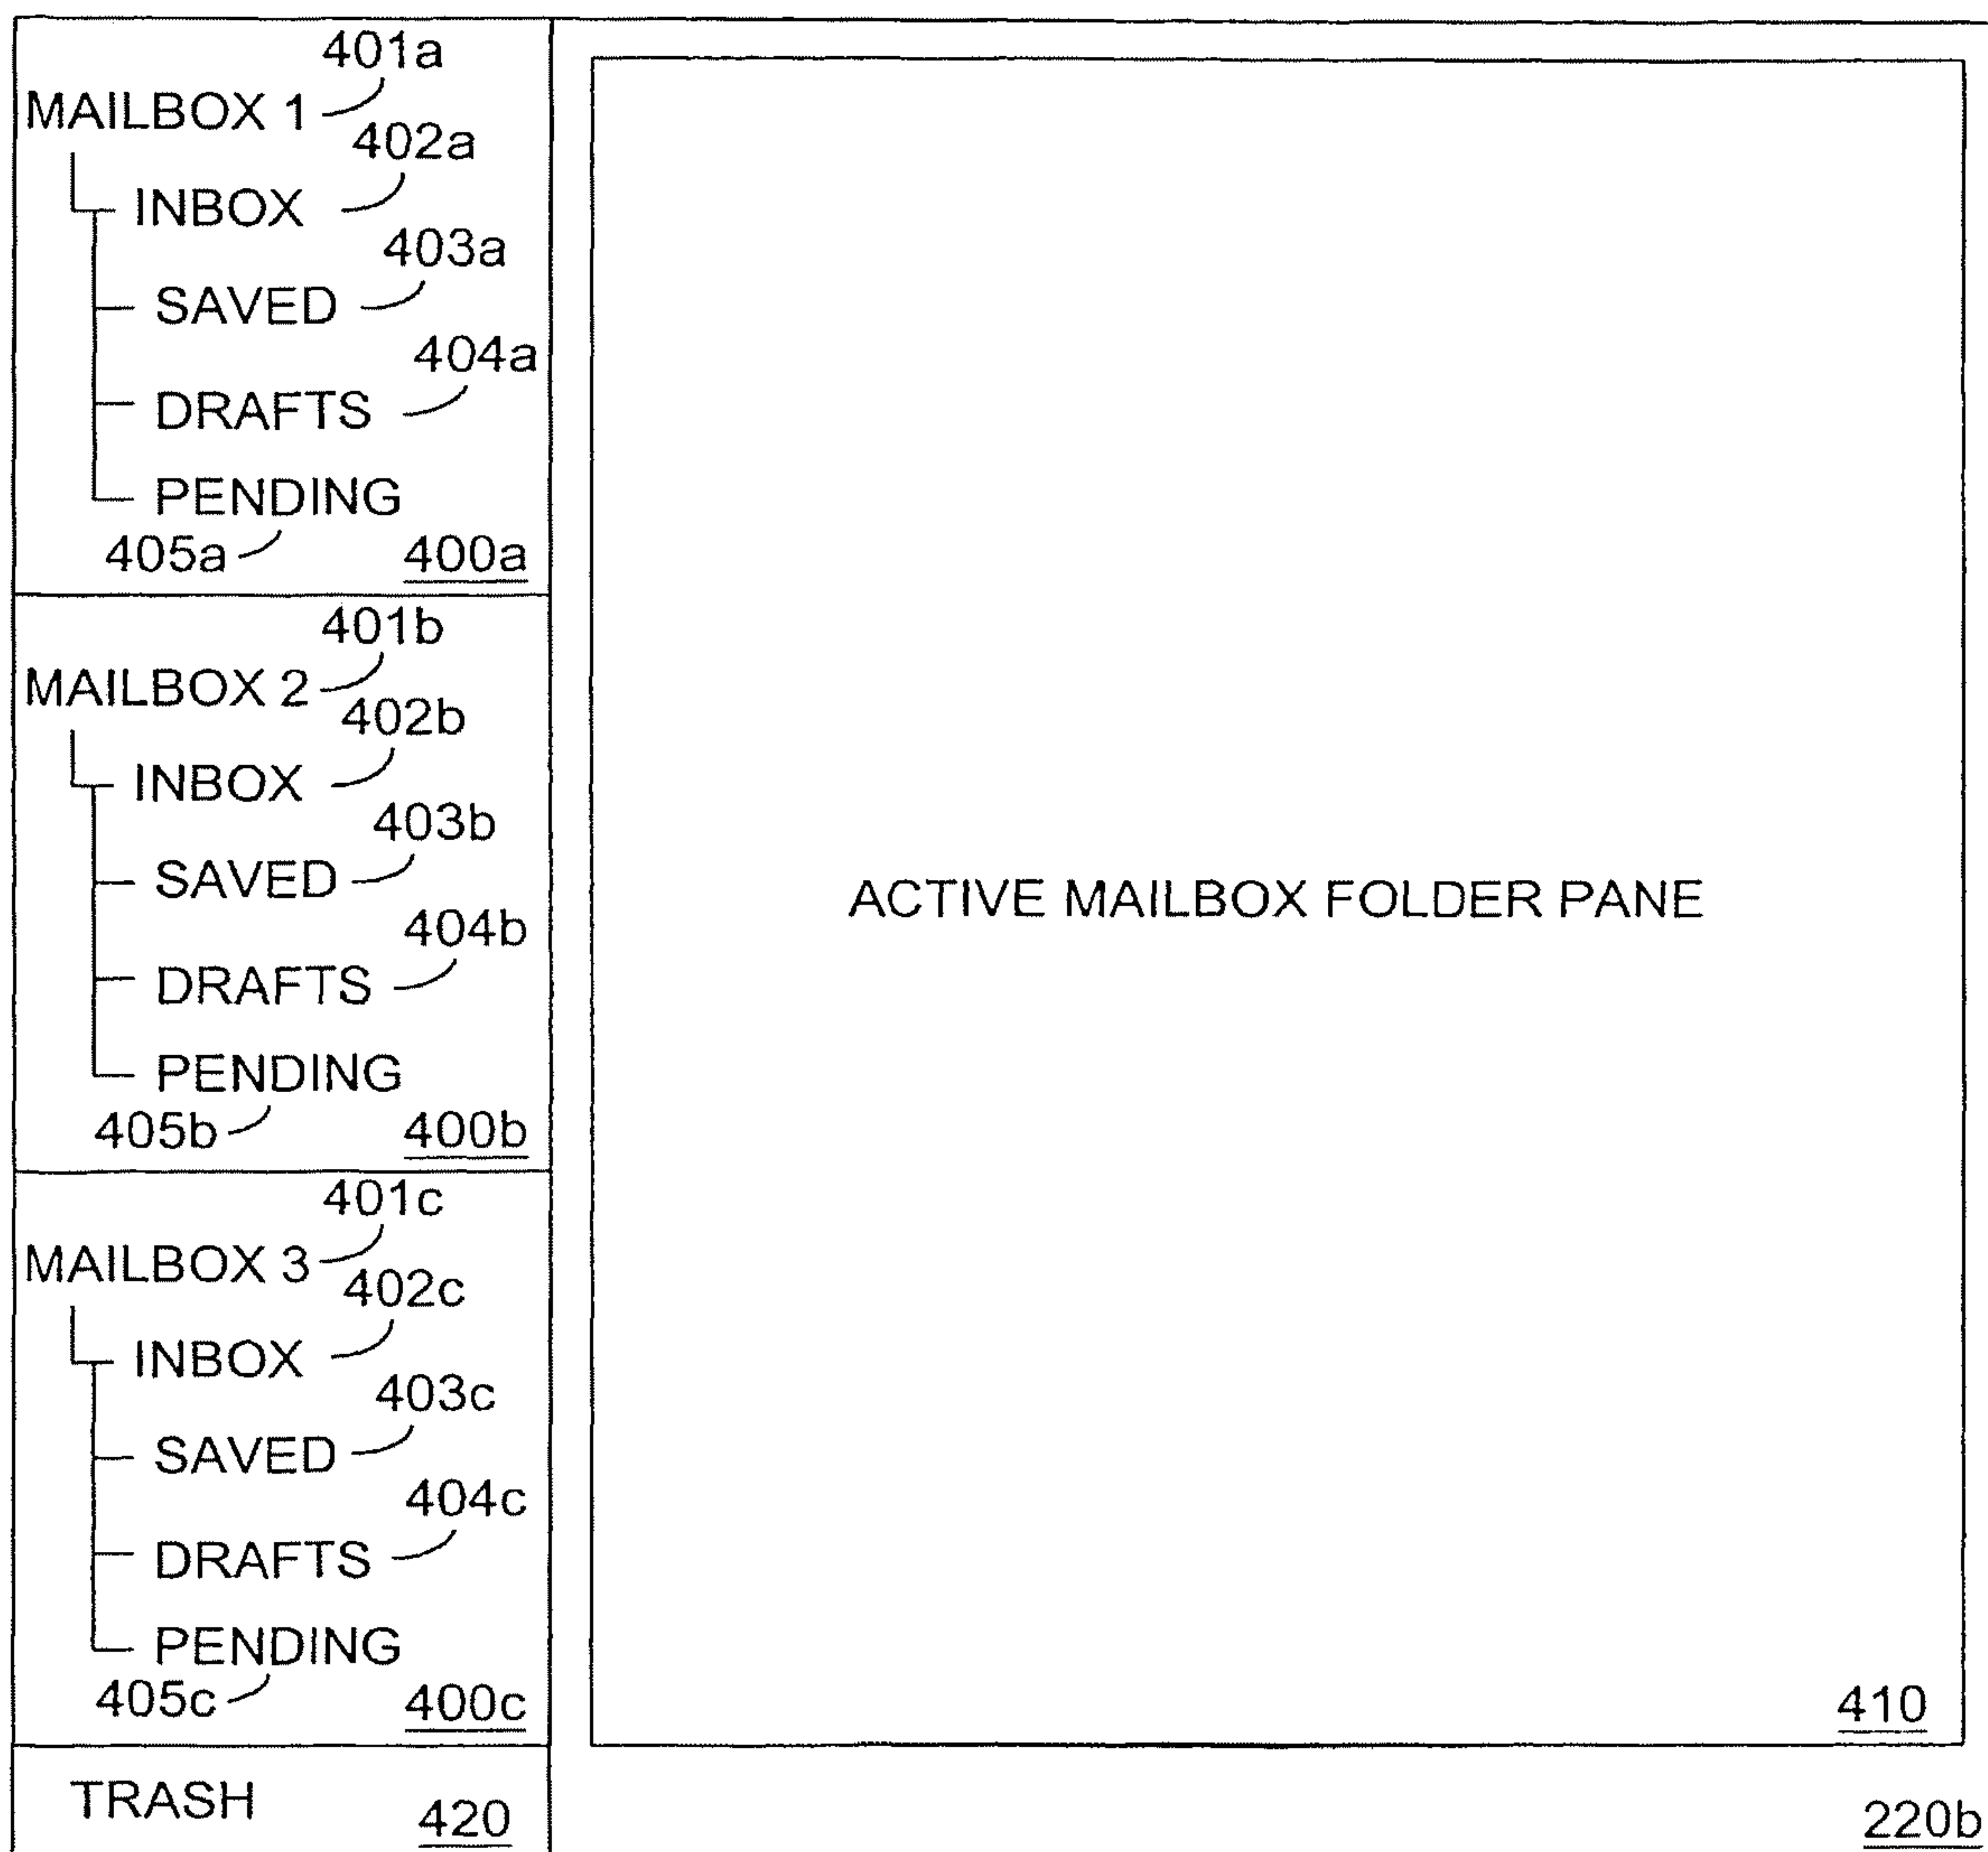 401a
MAILBOX 1
402a
INBOX
403a
SAVED
404a
DRAFTS
PENDING
405a
400a
401b
MAILBOX 2
402b
INBOX
403b
SAVED
404b
DRAFTS
PENDING
405b
400b
401c
MAILBOX 3
402c
INBOX
403c
SAVED
404c
DRAFTS
PENDING
405c
400c
TRASH
420
ACTIVE MAILBOX FOLDER PANE
410
220b